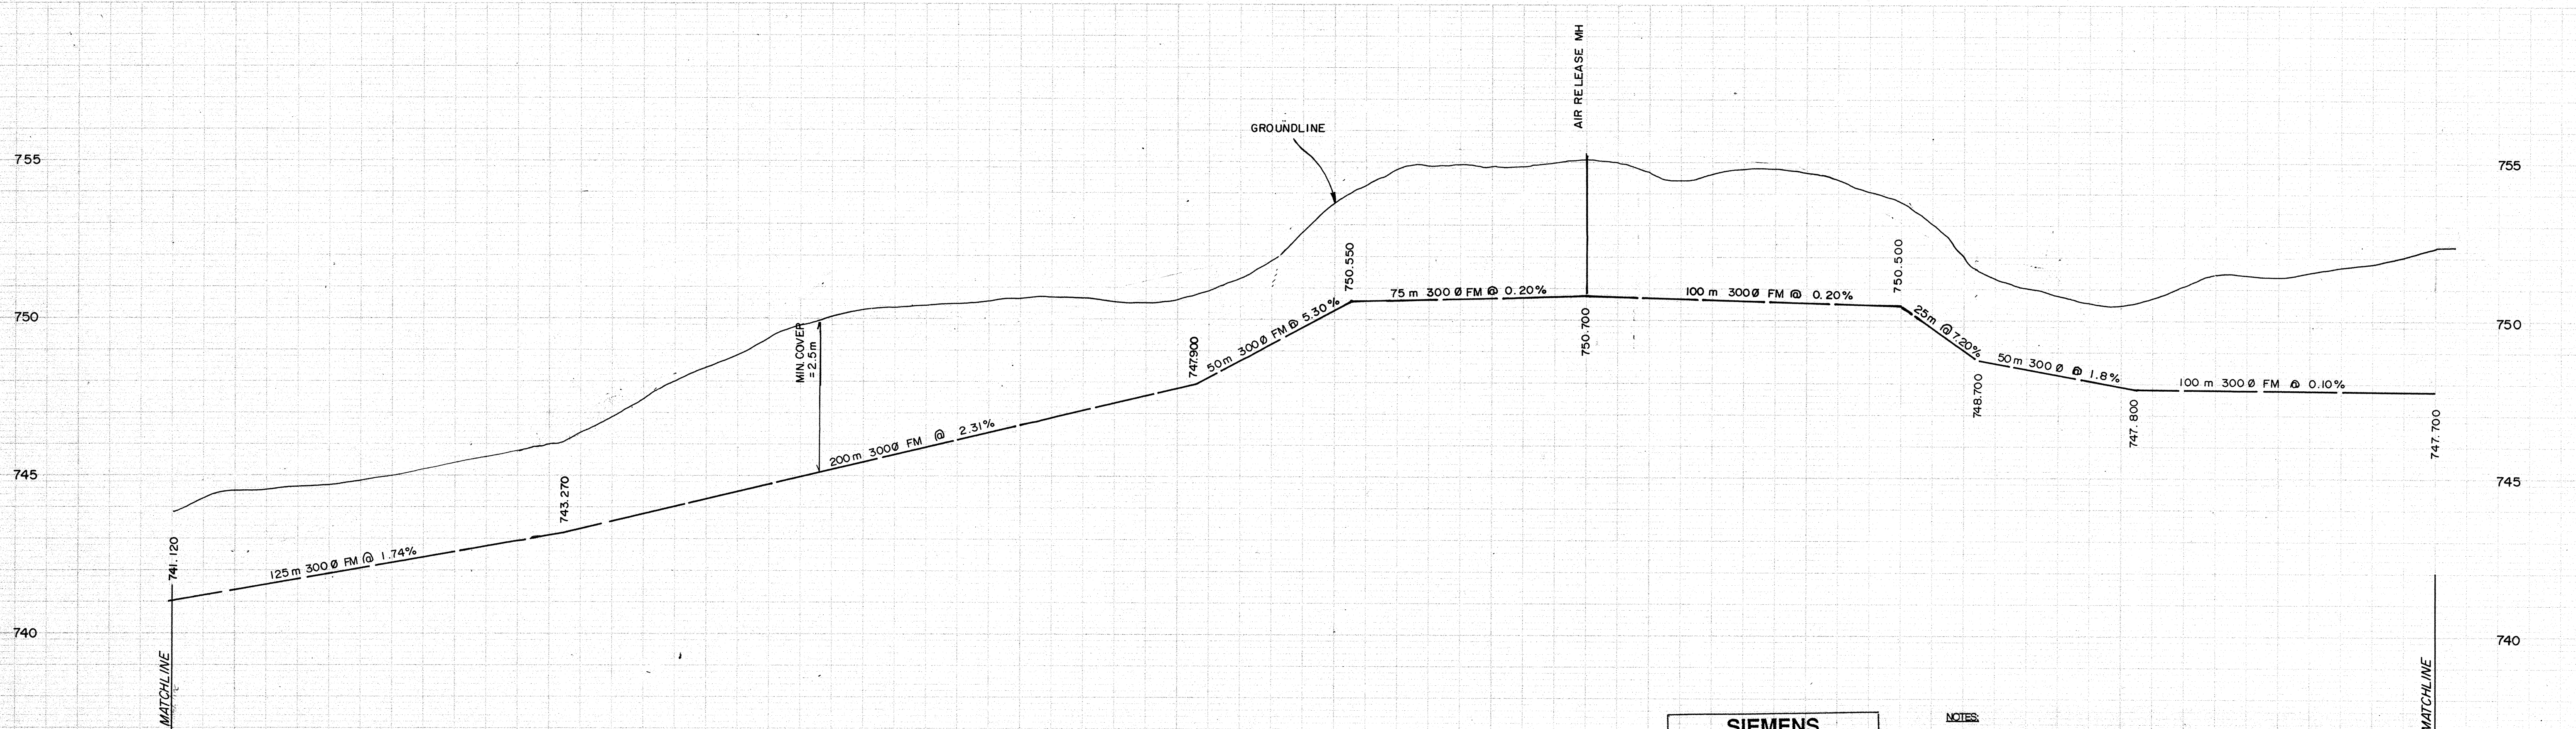 AIR RELEASE MH
GROUNDLINE
755
755
750
750
745
745
740
740
741.120
125m 300Ø FM @ 1.74%
743.270
MIN. COVER
= 2.5m
200m 300Ø FM @ 2.31%
747.900
50m 300Ø FM @ 5.30%
750.550
75m 300Ø FM @ 0.20%
750.700
100m 300Ø FM @ 0.20%
750.500
25m @ 7.20%
748.700
50m 300Ø @ 1.8%
747.800
100m 300Ø FM @ 0.10%
747.700
MATCHLINE
MATCHLINE
SIEMENS
NOTES: